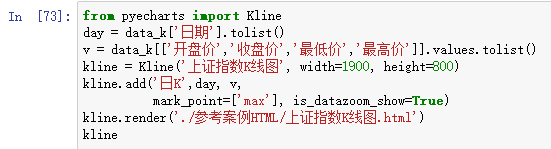 In [73]: from pyecharts import Kline
day = data_k['日期'].tolist()
v = data_k[['开盘价','收盘价','最低价','最高价']].values.tolist()
kline = Kline('上证指数K线图', width=1900, height=800)
kline.add('日K',day, v,
          mark_point=['max'], is_datazoom_show=True)
kline.render('./参考案例HTML/上证指数K线图.html')
kline